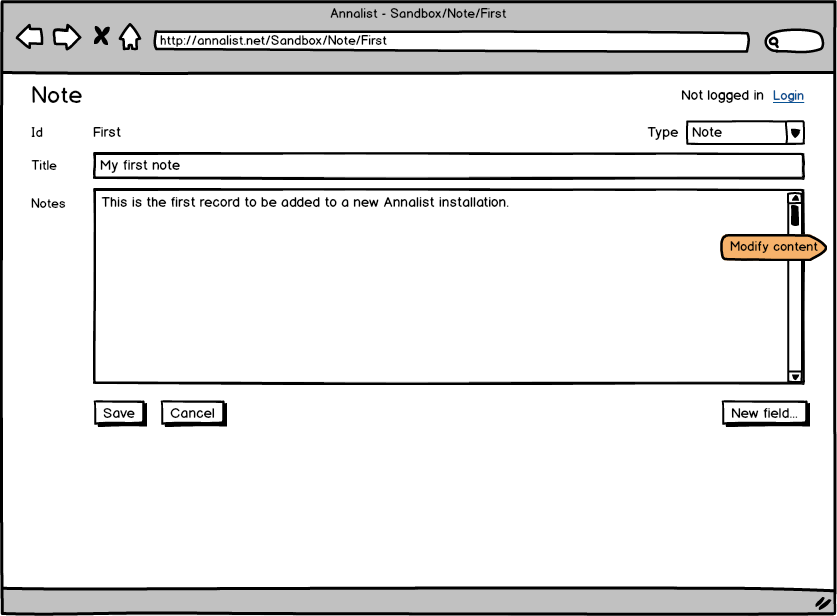 Annalist - Sandbox/Note/First
http://annalist.net/Sandbox/Note/First
Note
Not logged in Login
Id First Type Note
Title My first note
Notes This is the first record to be added to a new Annalist installation.
Modify content
Save Cancel New field...